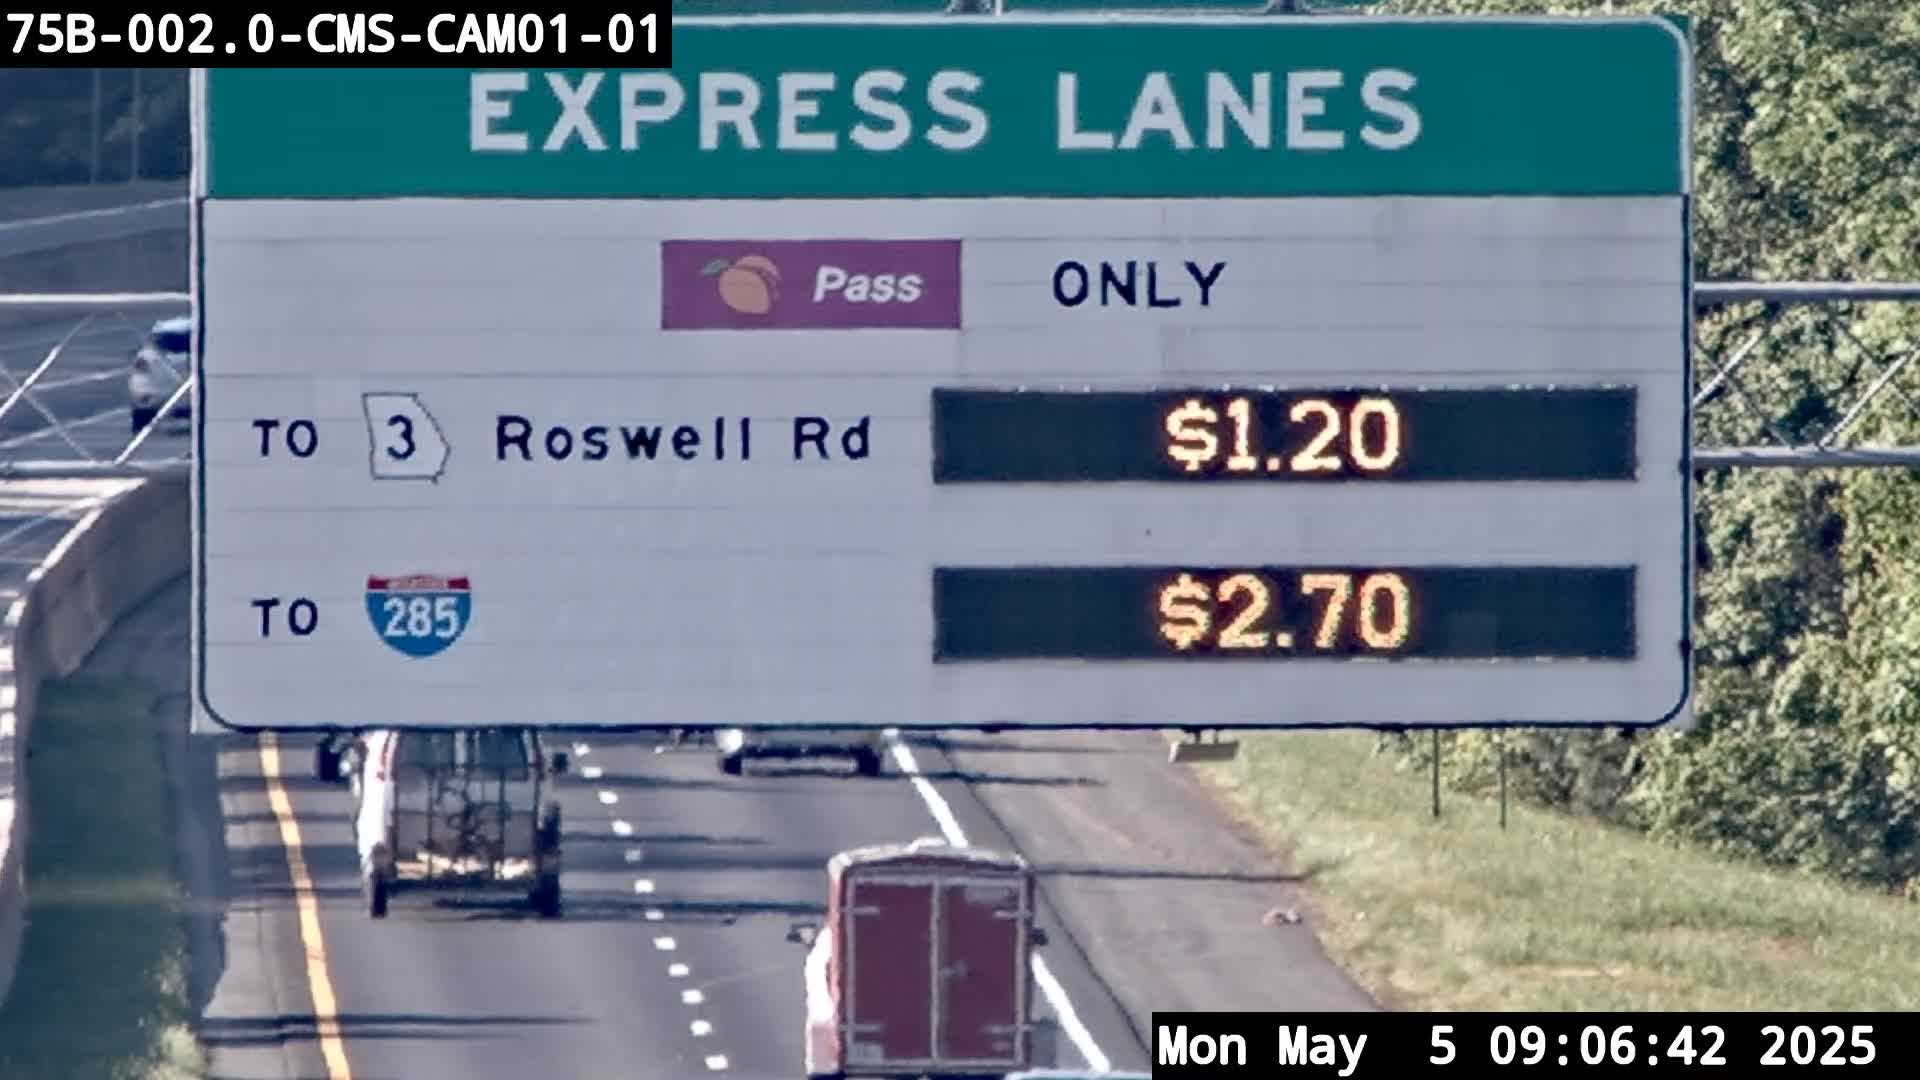 75B-002.0-CMS-CAM01-01
EXPRESS LANES
Pass ONLY
TO 3 Roswell Rd $1.20
TO 285 $2.70
Mon May 5 09:06:42 2025